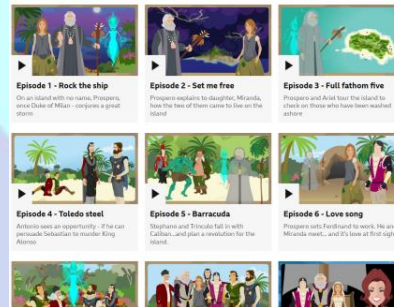 Episode 1 - Rock the ship
On an island with no name, Prospero,
once Duke of Milan - conjures a great
storm
Episode 2 - Set me free
Prospero explains to daughter, Miranda,
how the two of them came to live on the
island
Episode 3 - Full fathom five
Prospero and Ariel tour the island to
check on those who have been washed
ashore
Episode 4 - Toledo steel
Antonio sees an opportunity - if he can
persuade Sebastian to murder King
Alonso
Episode 5 - Barracuda
Stephano and Trinculo fall in with
Caliban...and plan a revolution for the
island.
Episode 6 - Love song
Prospero sets Ferdinand to work. He and
Miranda meet... and it's love at first sigh